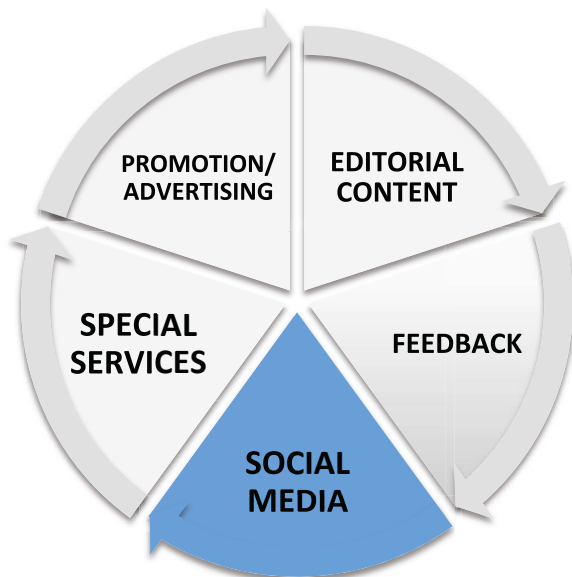 PROMOTION/
ADVERTISING
EDITORIAL
CONTENT
SPECIAL
SERVICES
FEEDBACK
SOCIAL
MEDIA